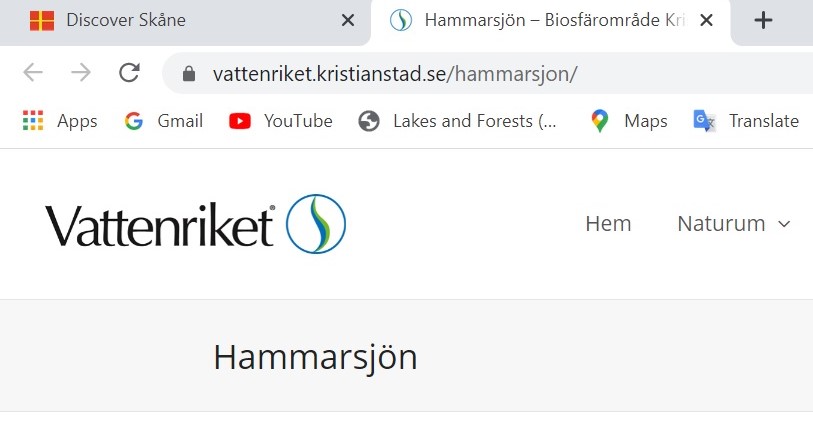 Discover Skåne
Hammarsjön – Biosfärområde Kri
vattenriket.kristianstad.se/hammarsjon/
Apps Gmail YouTube Lakes and Forests (... Maps Translate
Vattenriket®
Hem Naturum
Hammarsjön